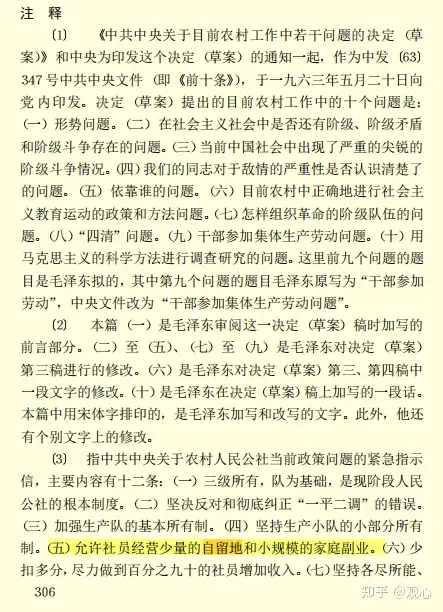 注 释
〔1〕 《中共中央关于目前农村工作中若干问题的决定(草
案)》和中央为印发这个决定(草案)的通知一起,作为中发〔63〕
347号中共中央文件(即《前十条》),于一九六三年五月二十日向
党内印发。决定(草案)提出的目前农村工作中的十个问题是:
(一)形势问题。(二)在社会主义社会中是否还有阶级、阶级矛盾
和阶级斗争存在的问题。(三)当前中国社会中出现了严重的尖锐的
阶级斗争情况。(四)我们的同志对于敌情的严重性是否认识清楚了
的问题。(五)依靠谁的问题。(六)目前农村中正确地进行社会主
义教育运动的政策和方法问题。(七)怎样组织革命的阶级队伍的问
题。(八)“四清”问题。(九)干部参加集体生产劳动问题。(十)用
马克思主义的科学方法进行调查研究的问题。这里前九个问题的题
目是毛泽东拟的,其中第九个问题的题目毛泽东原写为“干部参加
劳动”,中央文件改为“干部参加集体生产劳动问题”。
〔2〕 本篇(一)是毛泽东审阅这一决定(草案)稿时加写的
前言部分。(二)至(五)、(七)至(九)是毛泽东对决定(草案)
第三稿进行的修改。(六)是毛泽东对决定(草案)第三、第四稿中
一段文字的修改。(十)是毛泽东在决定(草案)稿上加写的一段话。
本篇中用宋体字排印的,是毛泽东加写和改写的文字。此外,他还
有个别文字上的修改。
〔3〕 指中共中央关于农村人民公社当前政策问题的紧急指示
信,主要内容有十二条:(一)三级所有,队为基础,是现阶段人民
公社的根本制度。(二)坚决反对和彻底纠正“一平二调”的错误。
(三)加强生产队的基本所有制。(四)坚持生产小队的小部分所有
制。(五)允许社员经营少量的自留地和小规模的家庭副业。(六)少
扣多分,尽力做到百分之九十的社员增加收入。(七)坚持各尽所能、
306
知乎 @观心